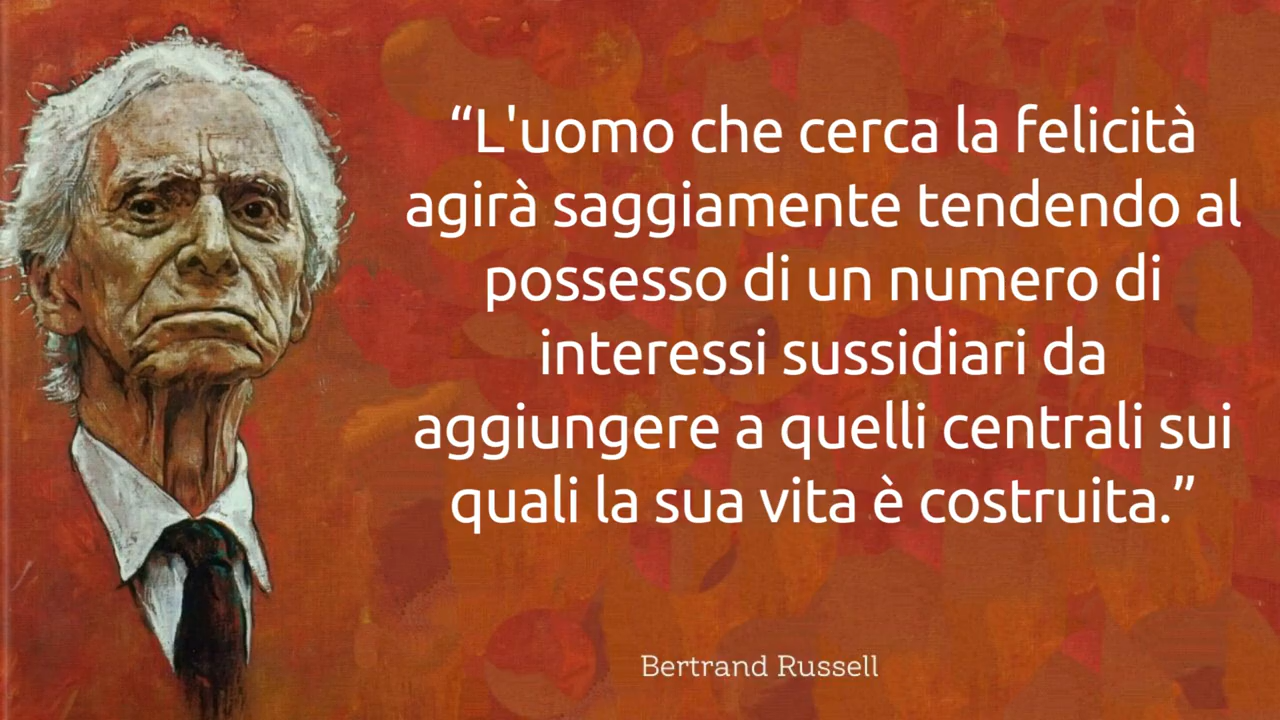 “L'uomo che cerca la felicità
agirà saggiamente tendendo al
possesso di un numero di
interessi sussidiari da
aggiungere a quelli centrali sui
quali la sua vita è costruita.”
Bertrand Russell